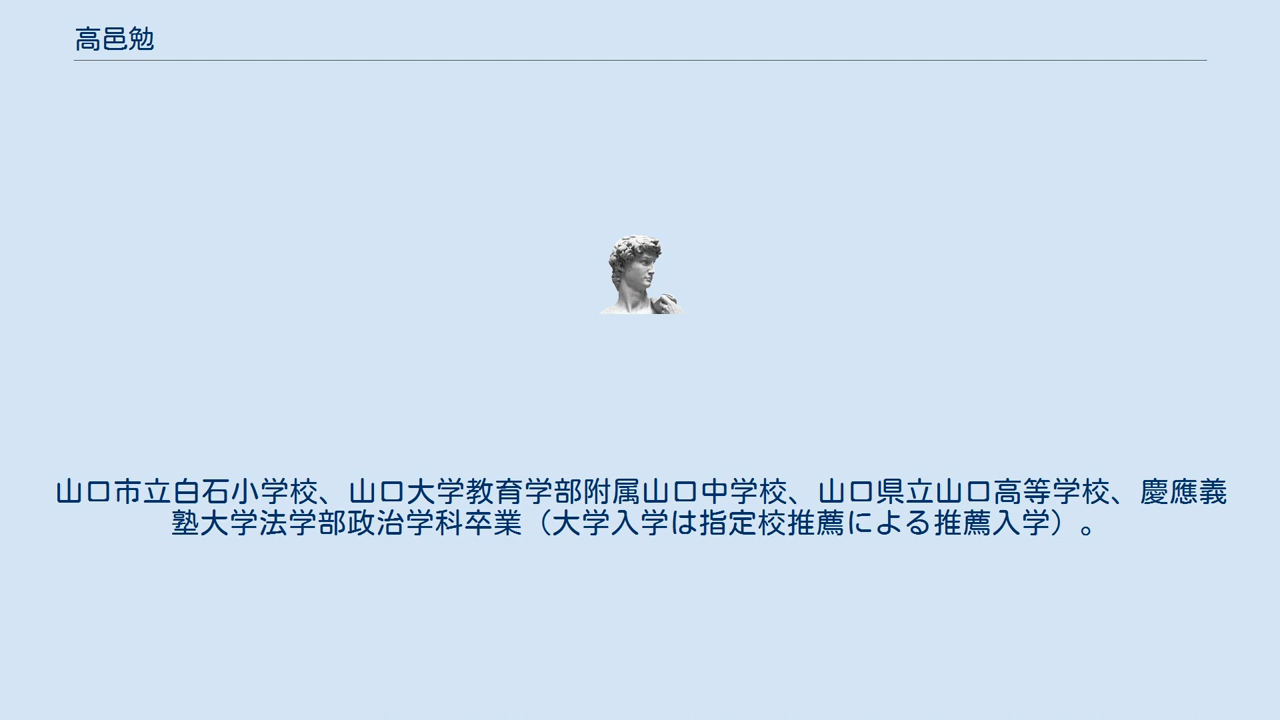 高邑勉
山口市立白石小学校、山口大学教育学部附属山口中学校、山口県立山口高等学校、慶應義
塾大学法学部政治学科卒業（大学入学は指定校推薦による推薦入学）。